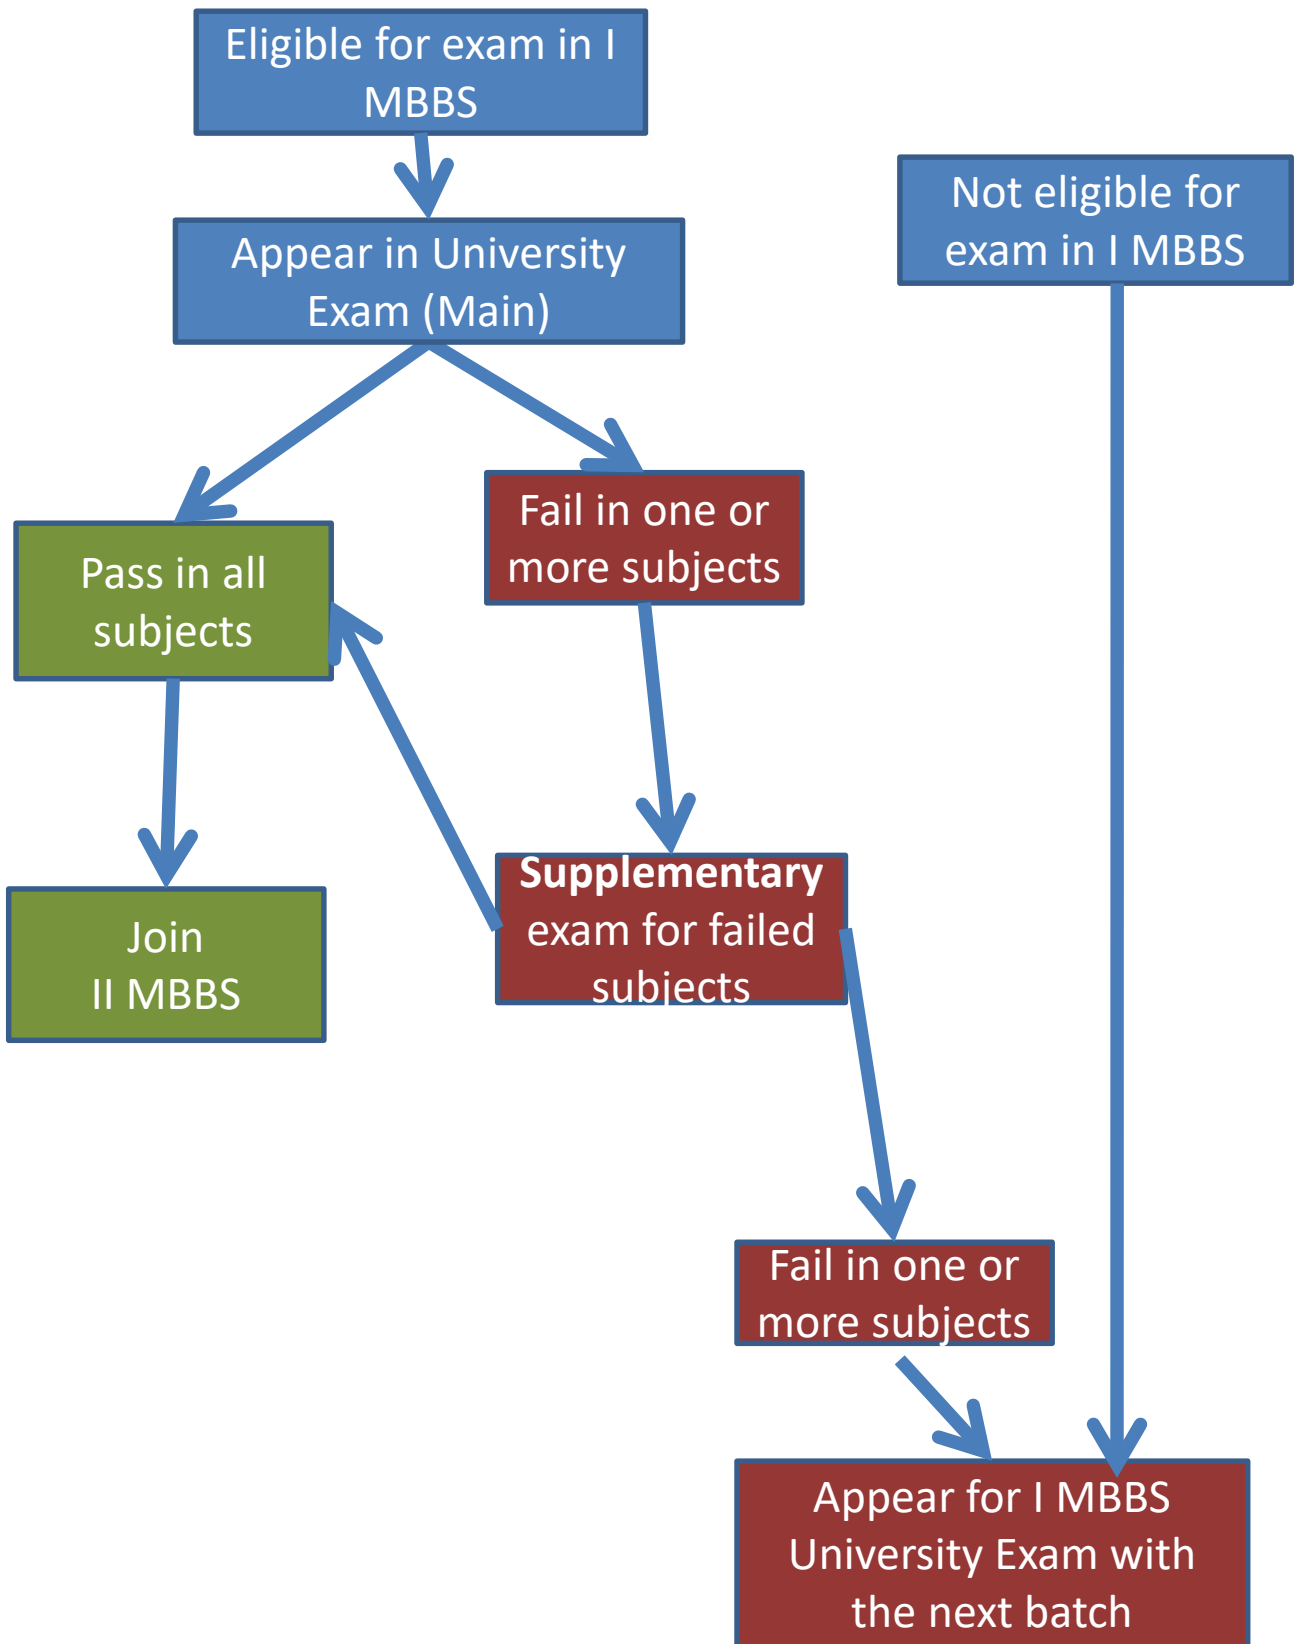 Eligible for exam in I
MBBS
Appear in University
Exam (Main)
Not eligible for
exam in I MBBS
Fail in one or
more subjects
Pass in all
subjects
Supplementary
exam for failed
subjects
Join
II MBBS
Fail in one or
more subjects
Appear for I MBBS
University Exam with
the next batch